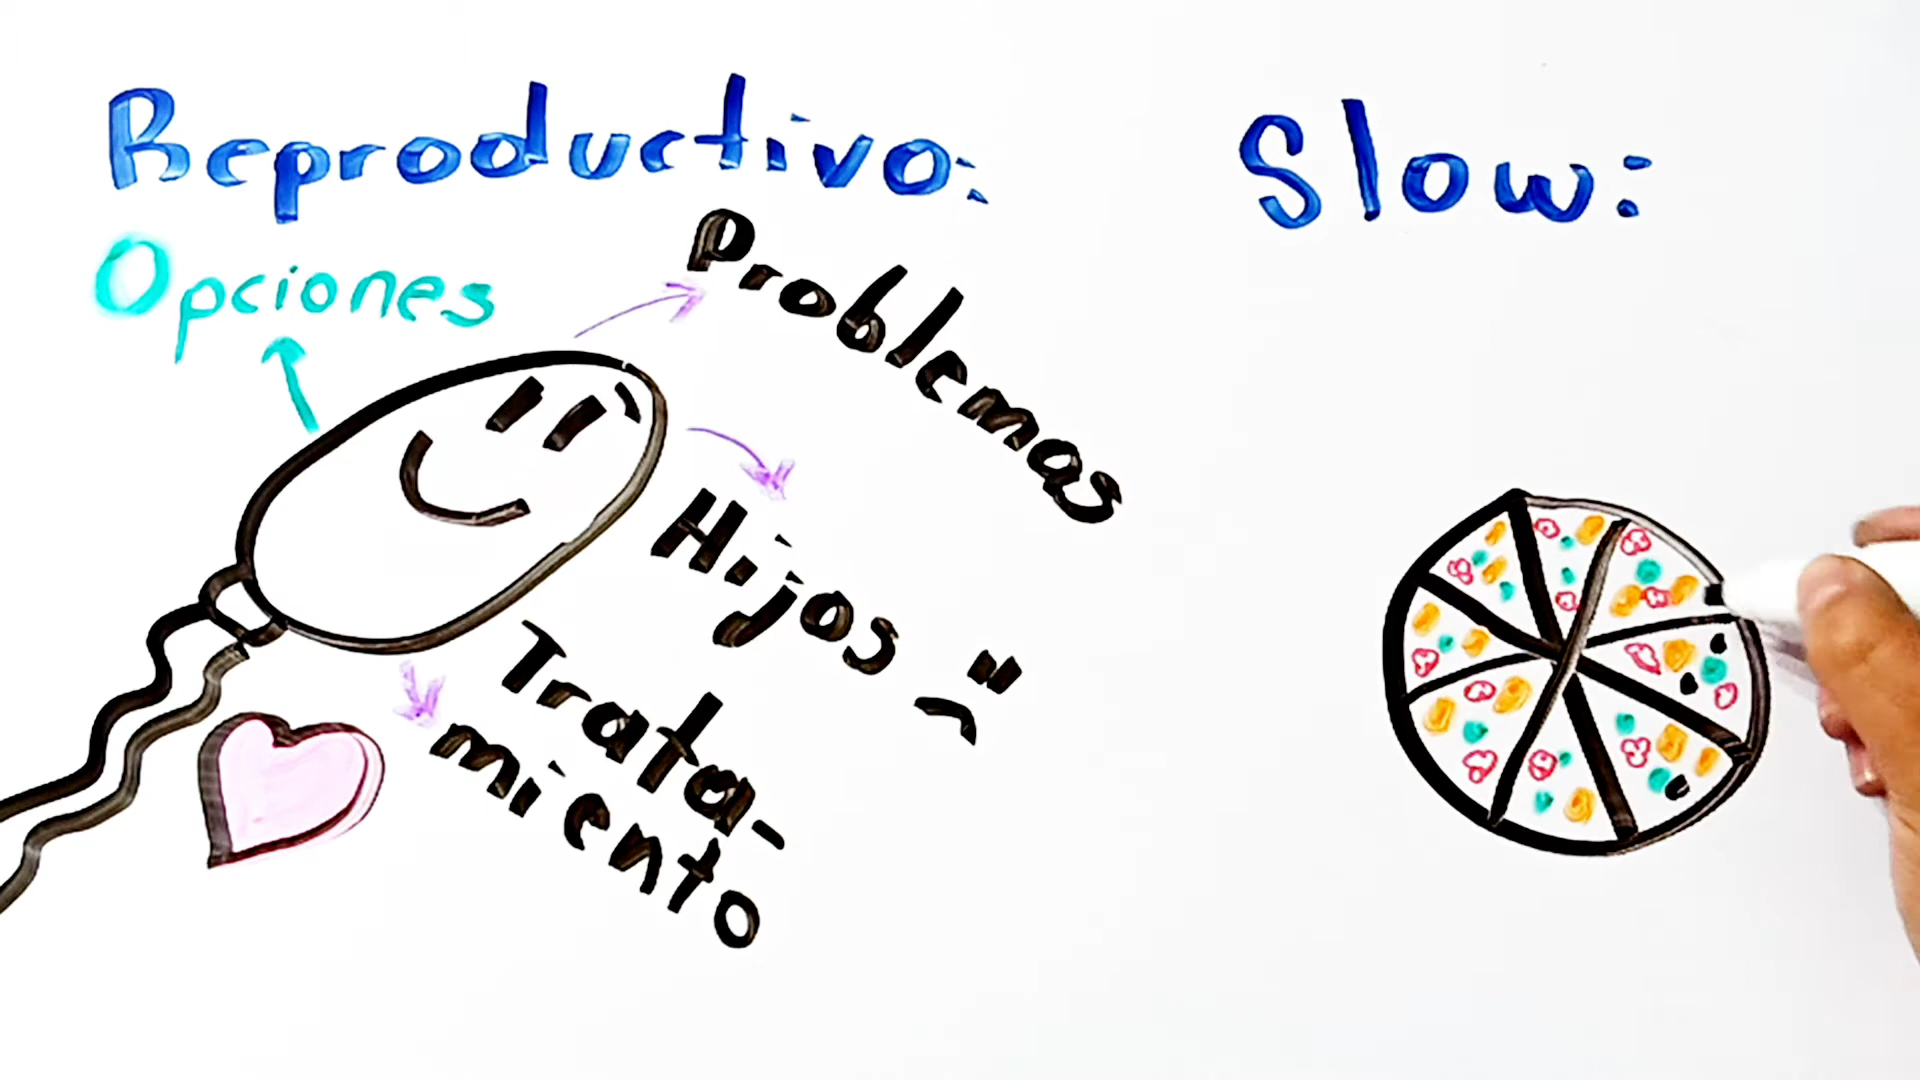 Reproductivo:
Opciones
Problemas
Hijos :(
Trata-
miento
Slow: